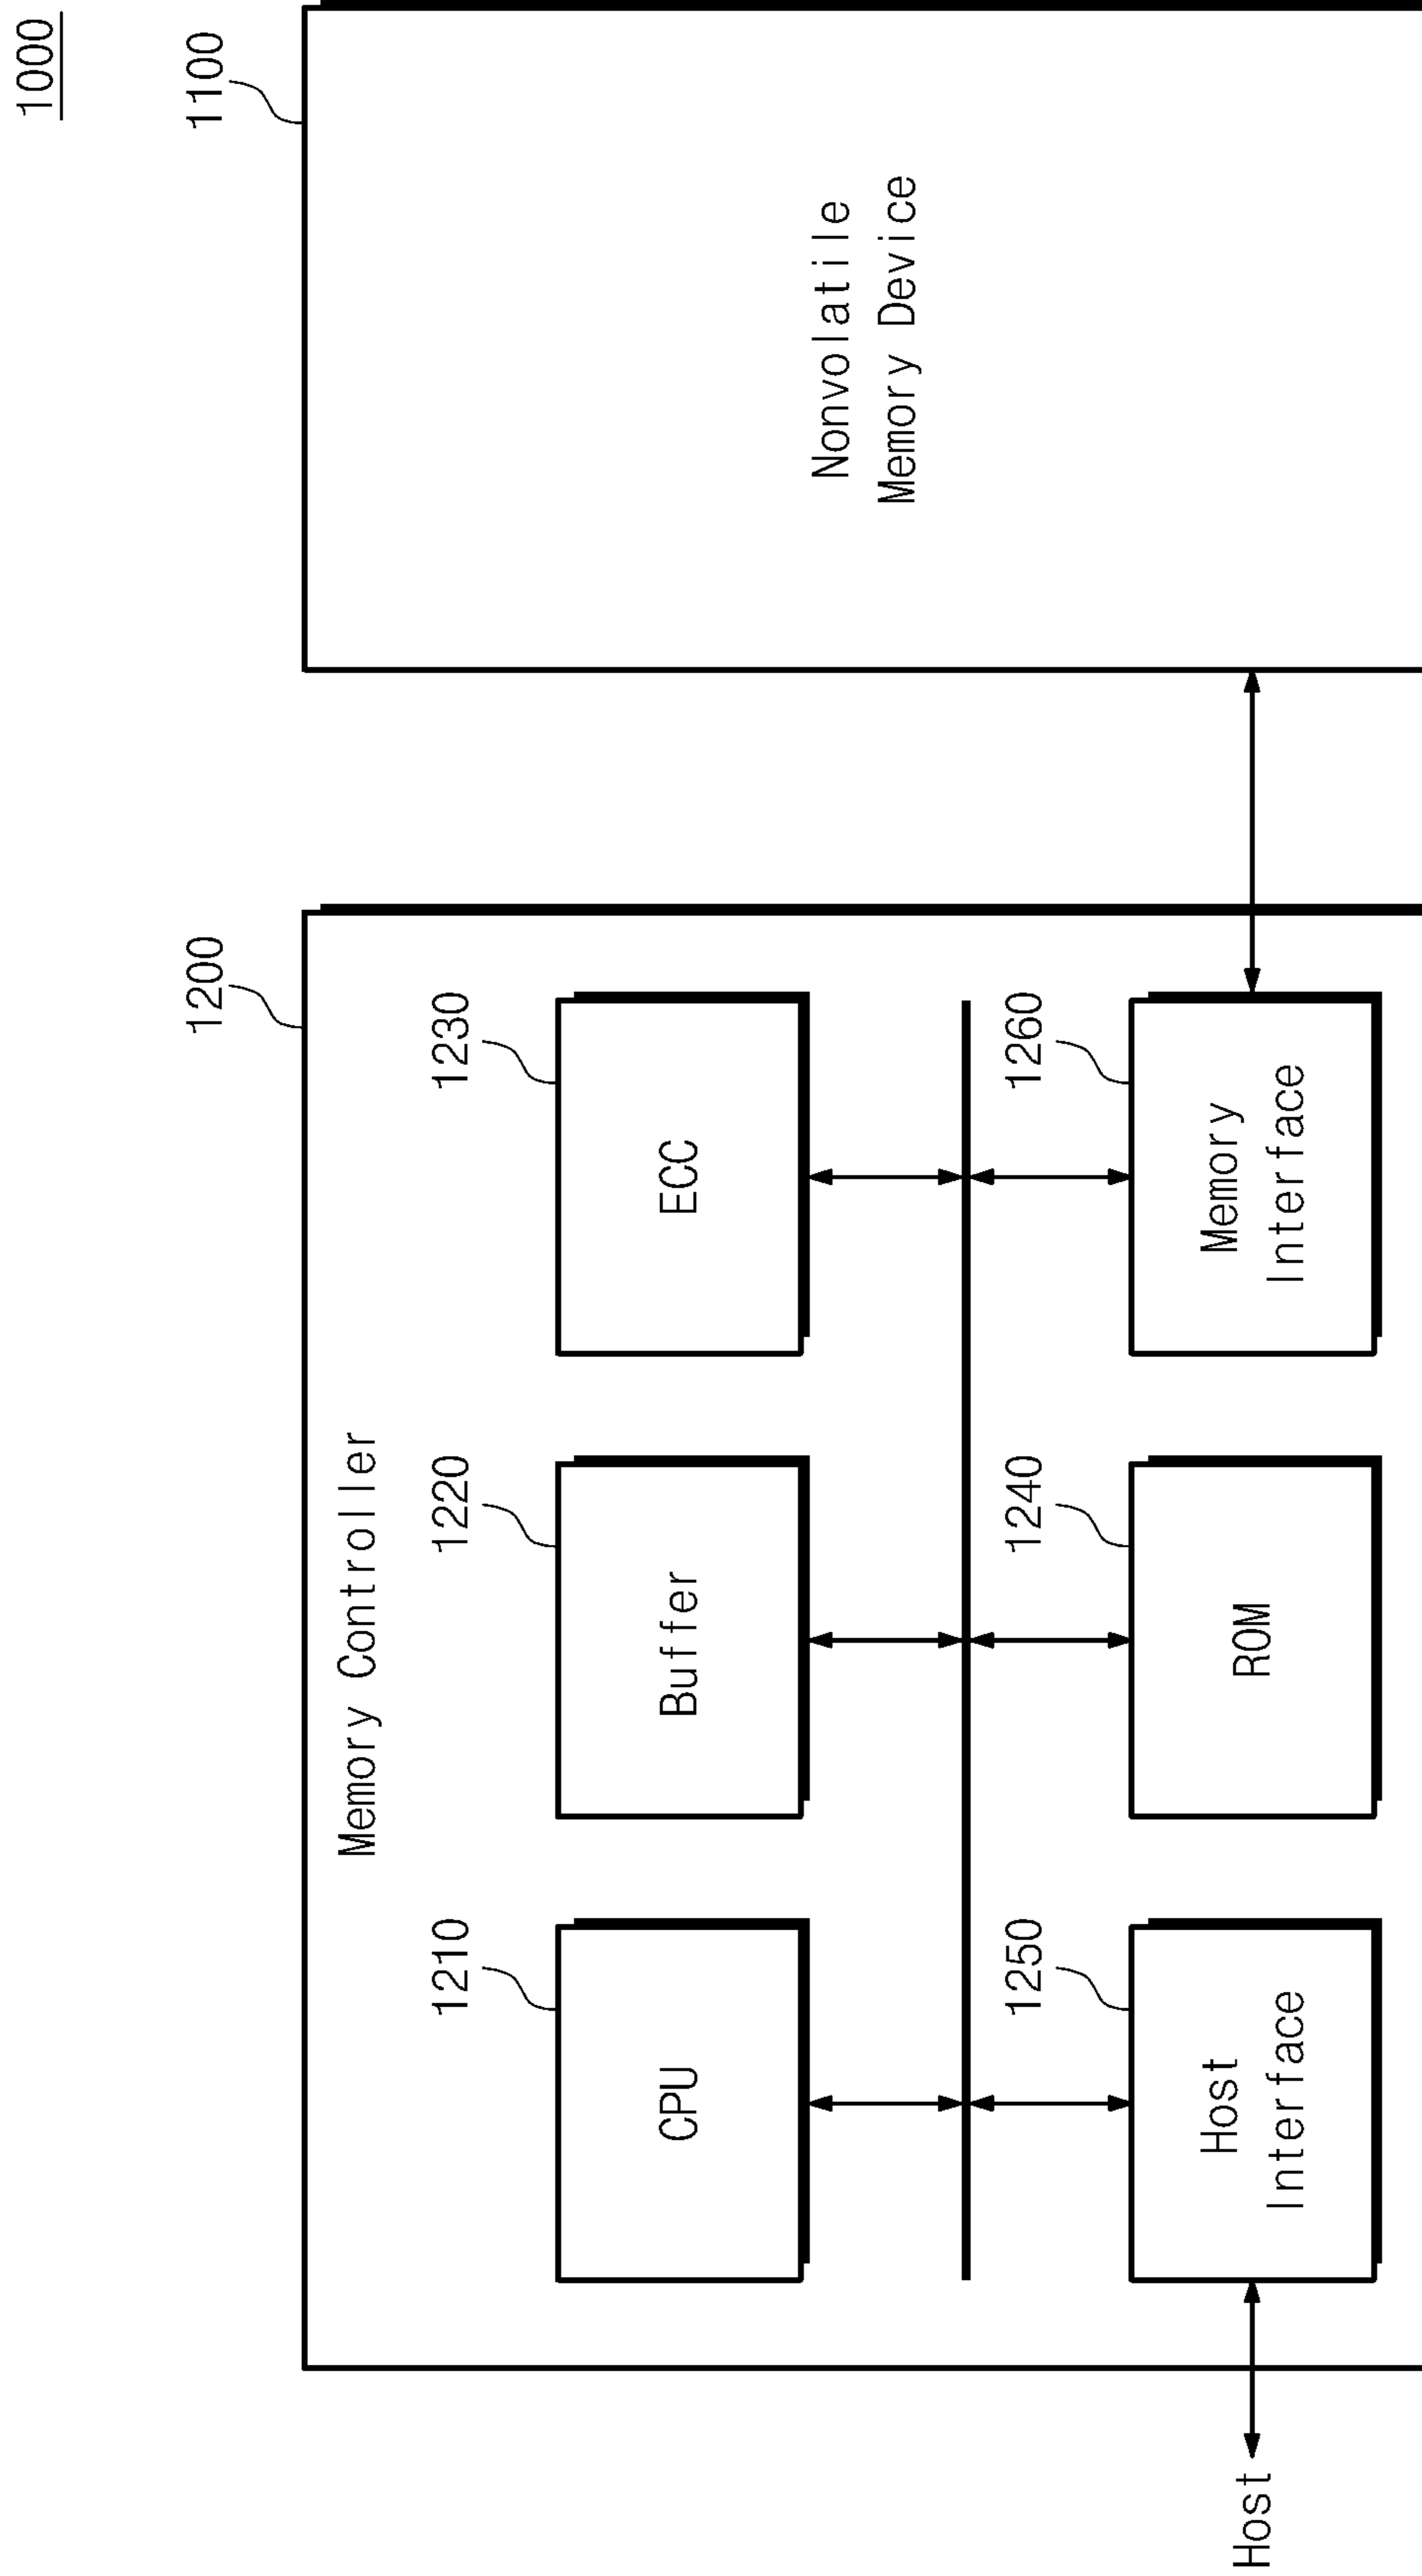 1000
1200
1100
Memory Controller
1210
1220
1230
CPU
Buffer
ECC
Nonvolatile
Memory Device
1250
1240
1260
Host
Interface
ROM
Memory
Interface
Host